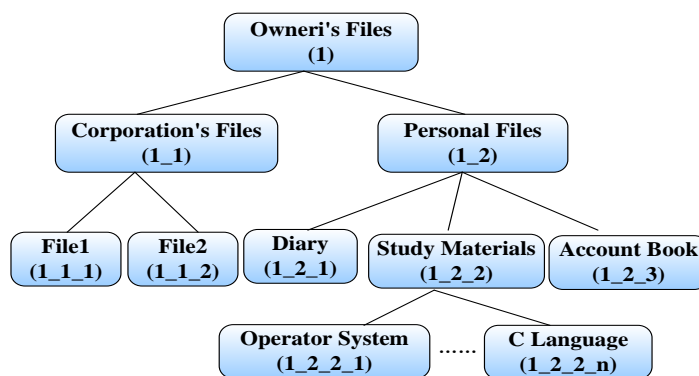 Owneri's Files
(1)
Corporation's Files
(1_1)
Personal Files
(1_2)
File1
(1_1_1)
File2
(1_1_2)
Diary
(1_2_1)
Study Materials
(1_2_2)
Account Book
(1_2_3)
Operator System
(1_2_2_1)
......
C Language
(1_2_2_n)